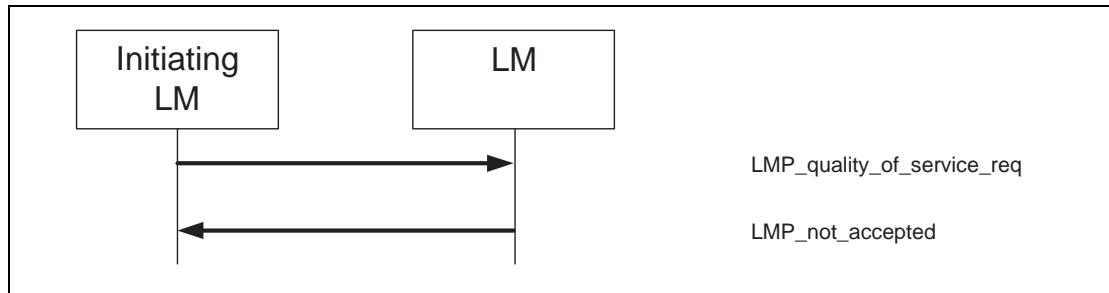 Initiating
LM
LM
LMP_quality_of_service_req
LMP_not_accepted